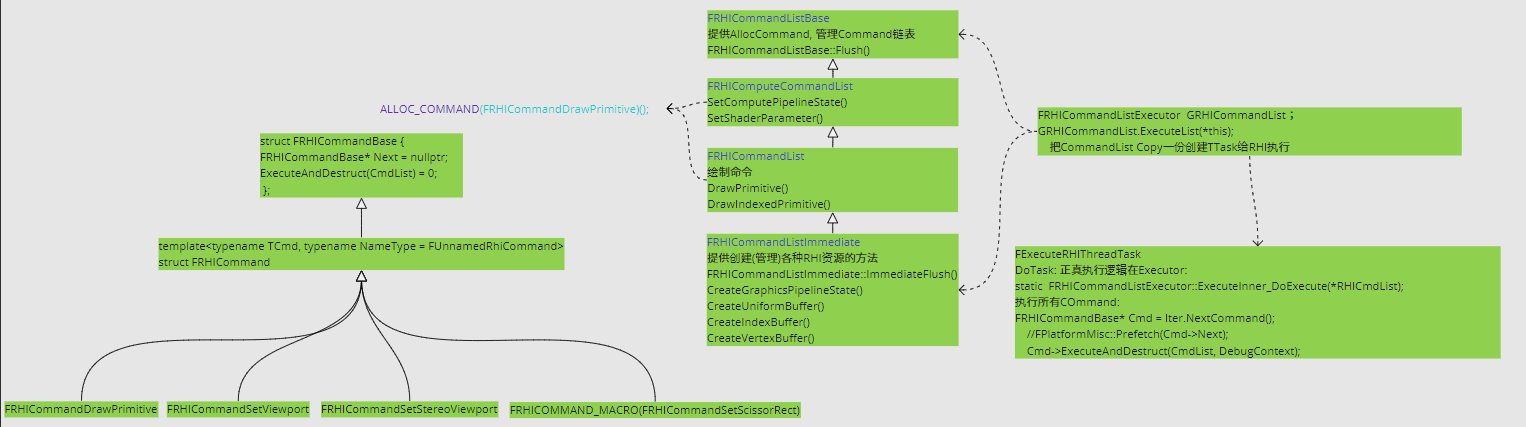 FRHICommandListBase
提供AllocCommand, 管理Command链表
FRHICommandListBase::Flush()
FRHIComputeCommandList
SetComputePipelineState()
SetShaderParameter()
ALLOC_COMMAND(FRHICommandDrawPrimitive)();
FRHICommandList
绘制命令
DrawPrimitive()
DrawIndexedPrimitive()
FRHICommandListImmediate
提供创建(管理)各种RHI资源的方法
FRHICommandListImmediate::ImmediateFlush()
CreateGraphicsPipelineState()
CreateUniformBuffer()
CreateIndexBuffer()
CreateVertexBuffer()
struct FRHICommandBase {
FRHICommandBase* Next = nullptr;
ExecuteAndDestruct(CmdList) = 0;
};
template<typename TCmd, typename NameType = FUnnamedRhiCommand>
struct FRHICommand
FRHICommandDrawPrimitive
FRHICommandSetViewport
FRHICommandSetStereoViewport
FRHICOMMAND_MACRO(FRHICommandSetScissorRect)
FRHICommandListExecutor GRHICommandList；
GRHICommandList.ExecuteList(*this);
把CommandList Copy一份创建TTask给RHI执行
FExecuteRHIThreadTask
DoTask: 正真执行逻辑在Executor:
static FRHICommandListExecutor::ExecuteInner_DoExecute(*RHICmdList);
执行所有COmmand:
FRHICommandBase* Cmd = Iter.NextCommand();
//FPlatformMisc::Prefetch(Cmd->Next);
Cmd->ExecuteAndDestruct(CmdList, DebugContext);